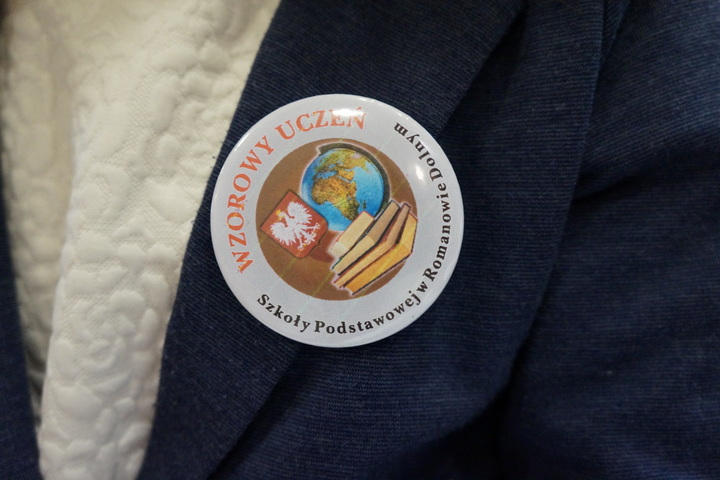 WZOROWY UCZEŃ
Szkoły Podstawowej w Romanowie Dolnym